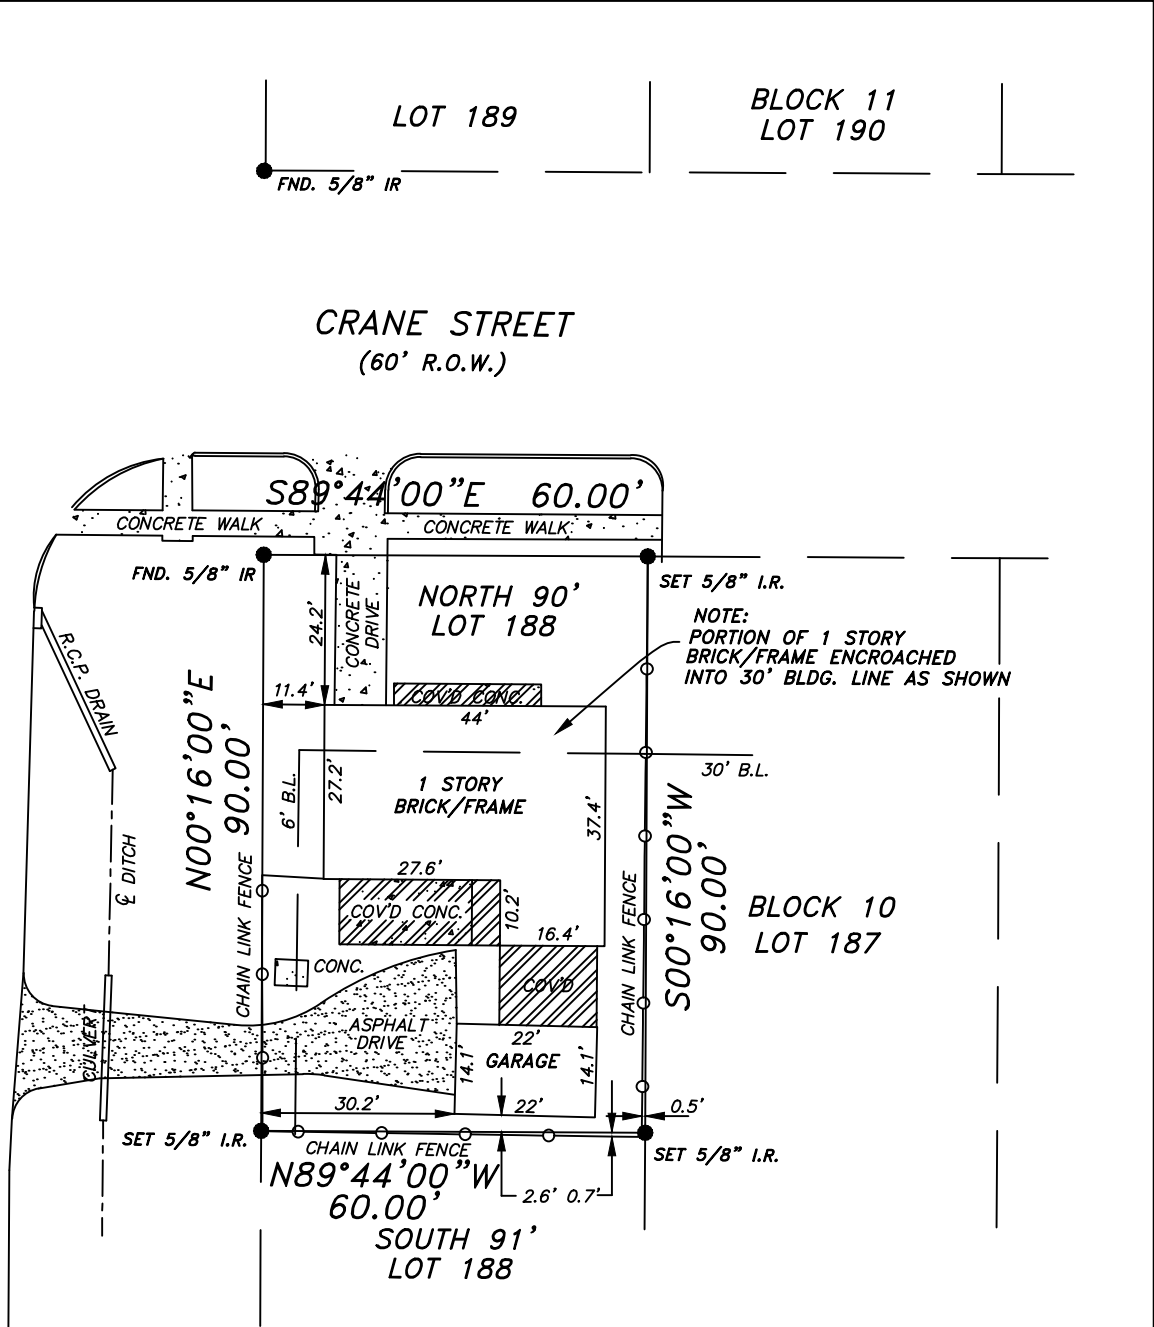 LOT 189
BLOCK 11
LOT 190
FND. 5/8" IR
CRANE STREET
(60' R.O.W.)
S89°44'00"E 60.00'
CONCRETE WALK
CONCRETE WALK
FND. 5/8" IR
SET 5/8" I.R.
NORTH 90'
LOT 188
NOTE:
PORTION OF 1 STORY
BRICK/FRAME ENCROACHED
INTO 30' BLDG. LINE AS SHOWN
CONCRETE
DRIVE
24.2'
R.C.P. DRAIN
11.4'
COV'D CONC.
44'
N00°16'00"E
90.00'
30' B.L.
6' B.L.
27.2'
1 STORY
BRICK/FRAME
37.4'
S00°16'00"W
90.00'
℄ DITCH
27.6'
COV'D CONC.
10.2'
16.4'
BLOCK 10
LOT 187
CHAIN LINK FENCE
CHAIN LINK FENCE
CONC.
COV'D
CULVERT
ASPHALT
DRIVE
22'
GARAGE
14.1'
14.1'
30.2'
22'
0.5'
SET 5/8" I.R.
CHAIN LINK FENCE
SET 5/8" I.R.
N89°44'00"W
60.00'
2.6' 0.7'
SOUTH 91'
LOT 188